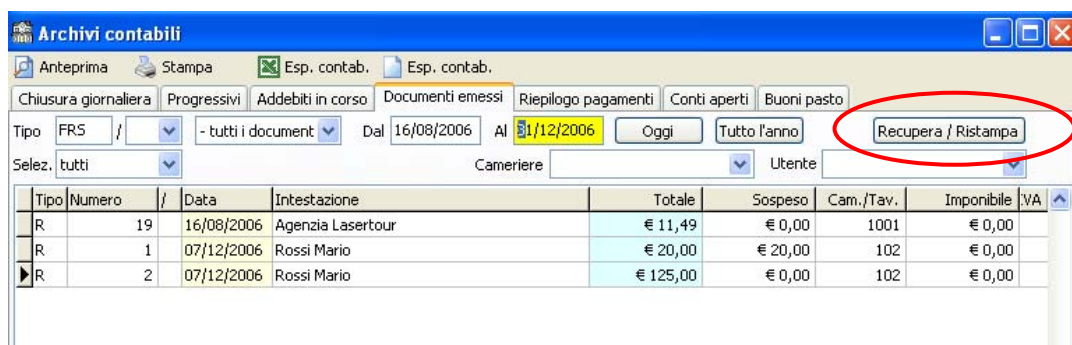 Archivi contabili
Anteprima Stampa Esp. contab. Esp. contab.
Chiusura giornaliera Progressivi Addebiti in corso Documenti emessi Riepilogo pagamenti Conti aperti Buoni pasto
Tipo FRS / - tutti i document Dal 16/08/2006 Al 31/12/2006 Oggi Tutto l'anno Recupera / Ristampa
Selez. tutti Cameriere Utente
Tipo Numero / Data Intestazione Totale Sospeso Cam./Tav. Imponibile IVA
R 19 16/08/2006 Agenzia Lasertour € 11,49 € 0,00 1001 € 0,00
R 1 07/12/2006 Rossi Mario € 20,00 € 20,00 102 € 0,00
R 2 07/12/2006 Rossi Mario € 125,00 € 0,00 102 € 0,00